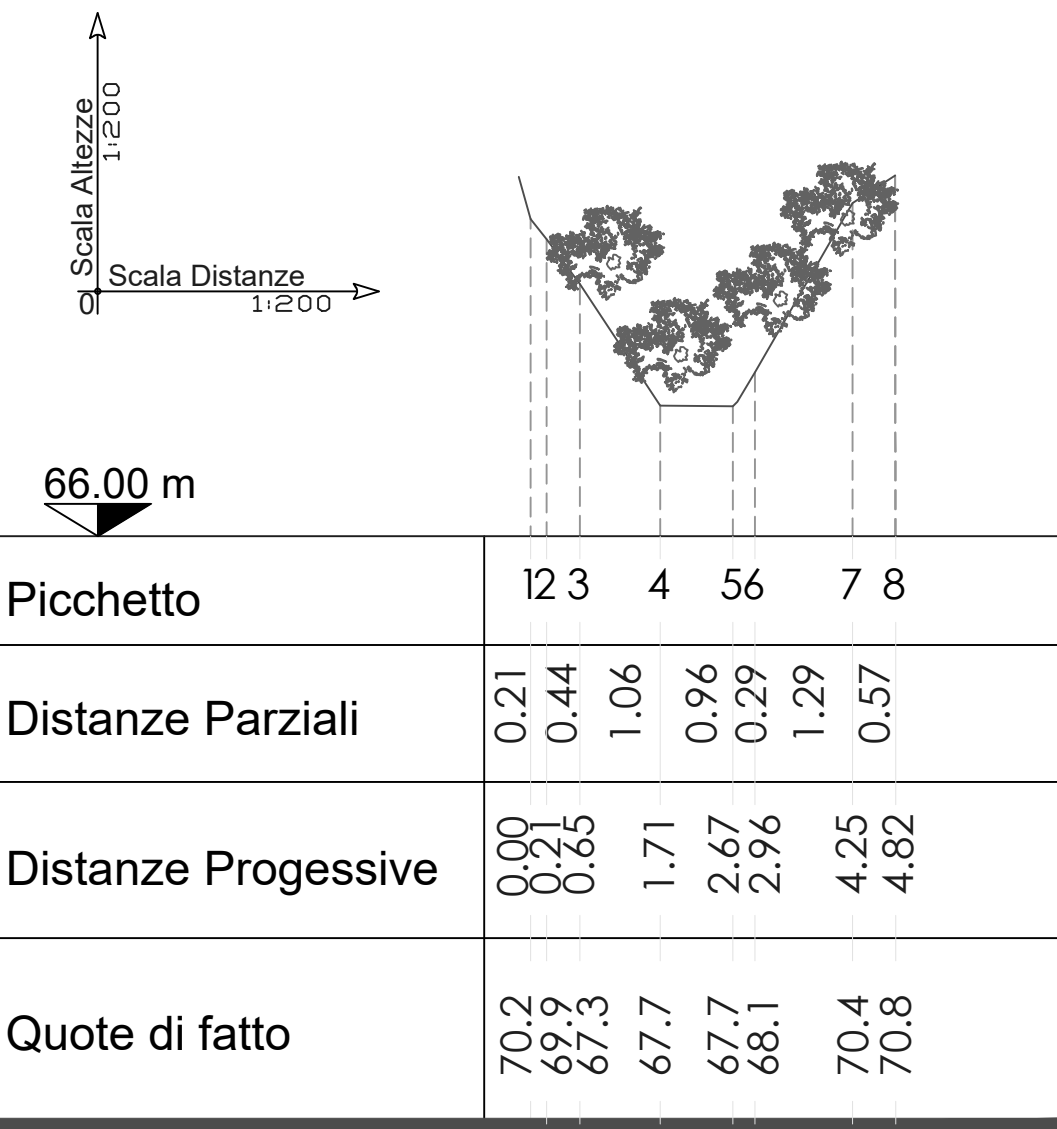 Scala Altezze
1:200
Scala Distanze
1:200
0
66.00 m
Picchetto 1 2 3 4 5 6 7 8
Distanze Parziali 0.21 0.44 1.06 0.96 0.29 1.29 0.57
Distanze Progessive 0.00 0.21 0.65 1.71 2.67 2.96 4.25 4.82
Quote di fatto 70.2 69.9 67.3 67.7 67.7 68.1 70.4 70.8